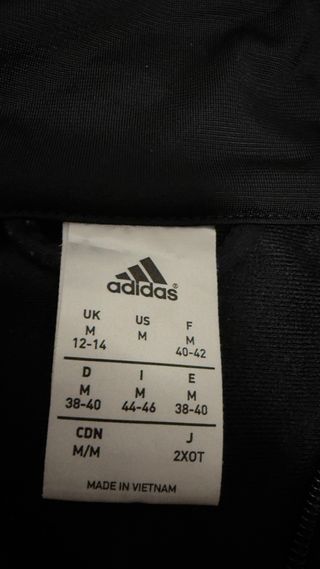 adidas®
UK US F
M M M
12-14 40-42
D I E
M M M
38-40 44-46 38-40
CDN J
M/M 2XOT
MADE IN VIETNAM